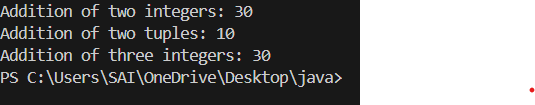 Addition of two integers: 30
Addition of two tuples: 10
Addition of three integers: 30
PS C:\Users\SAI\OneDrive\Desktop\java>